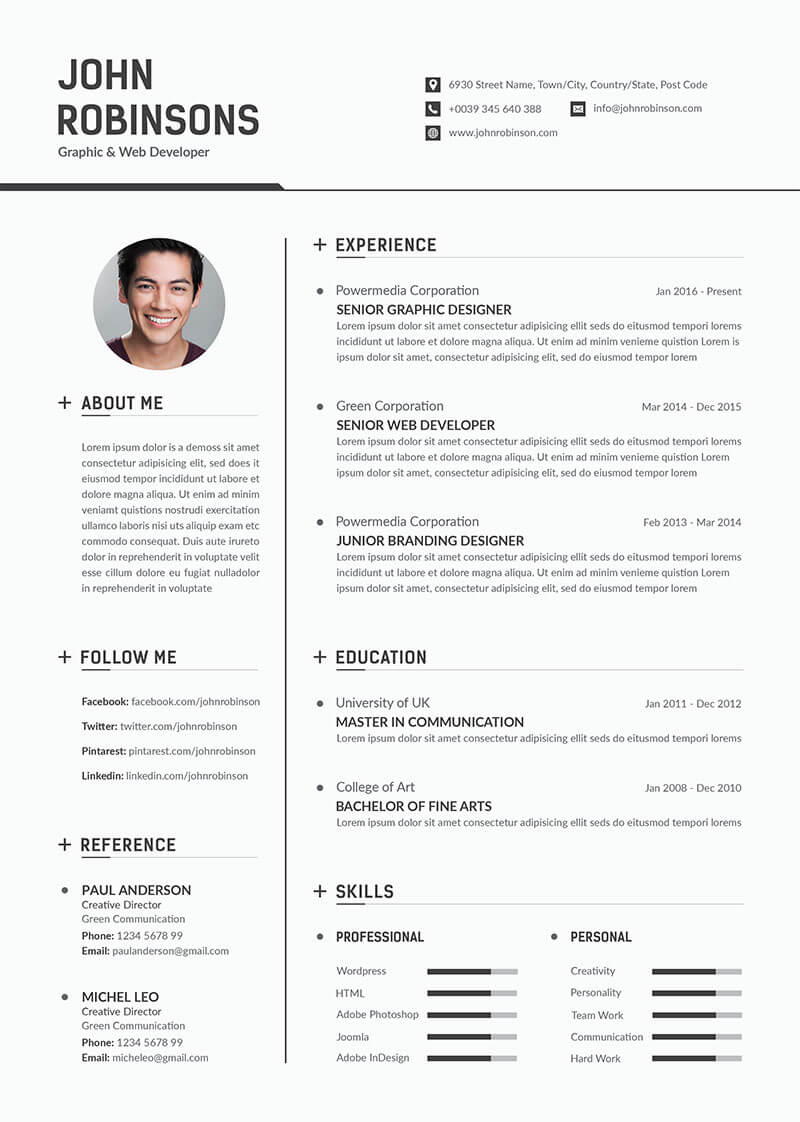 JOHN
ROBINSONS
Graphic & Web Developer
6930 Street Name, Town/City, Country/State, Post Code
+0039 345 640 388
info@johnrobinson.com
www.johnrobinson.com
+ ABOUT ME
Lorem ipsum dolor is a demoss sit amet
consectetur adipisicing elit, sed does it
eiusmod tempor incididunt ut labore et
dolore magna aliqua. Ut enim ad minim
veniamt quistions nostrudi exercitution
ullamco laboris nisi uts aliquip exam etc
commodo consequat. Duis aute irureto
dolor in reprehenderit in voluptate velit
esse cillum dolore eu fugiat nulladolor
in reprehenderit in voluptate
+ FOLLOW ME
Facebook: facebook.com/johnrobinson
Twitter: twitter.com/johnrobinson
Pintarest: pintarest.com/johnrobinson
Linkedin: linkedin.com/johnrobinson
+ REFERENCE
PAUL ANDERSON
Creative Director
Green Communication
Phone: 1234 5678 99
Email: paulanderson@gmail.com
MICHEL LEO
Creative Director
Green Communication
Phone: 1234 5678 99
Email: micheleo@gmail.com
+ EXPERIENCE
Powermedia Corporation Jan 2016 - Present
SENIOR GRAPHIC DESIGNER
Lorem ipsum dolor sit amet consectetur adipisicing ellit seds do eitusmod tempori lorems
incididunt ut labore et dolore magna aliqua. Ut enim ad minim venieme quistion Lorem is
ipsum dolor sit amet consectetur adipisicing ellit seds do eitusmod tempori lorem
Green Corporation Mar 2014 - Dec 2015
SENIOR WEB DEVELOPER
Lorem ipsum dolor sit amet consectetur adipisicing ellit seds do eitusmod tempori lorems
incididunt ut labore et dolore magna aliqua. Ut enim ad minim venieme quistion Lorem
ipsum dolor sit amet consectetur adipisicing ellit seds do eitusmod tempori lorem
Powermedia Corporation Feb 2013 - Mar 2014
JUNIOR BRANDING DESIGNER
Lorem ipsum dolor sit amet consectetur adipisicing ellit seds do eitusmod tempori lorems
incididunt ut labore et dolore magna aliqua. Ut enim ad minim venieme quistion Lorem
ipsum dolor sit amet consectetur adipisicing ellit seds do eitusmod tempori lorem
+ EDUCATION
University of UK Jan 2011 - Dec 2012
MASTER IN COMMUNICATION
Lorem ipsum dolor sit amet consectetur adipisicing ellit seds do eitusmod tempori lorems
College of Art Jan 2008 - Dec 2010
BACHELOR OF FINE ARTS
Lorem ipsum dolor sit amet consectetur adipisicing ellit seds do eitusmod tempori lorems
+ SKILLS
PROFESSIONAL
Wordpress
HTML
Adobe Photoshop
Joomla
Adobe InDesign
PERSONAL
Creativity
Personality
Team Work
Communication
Hard Work